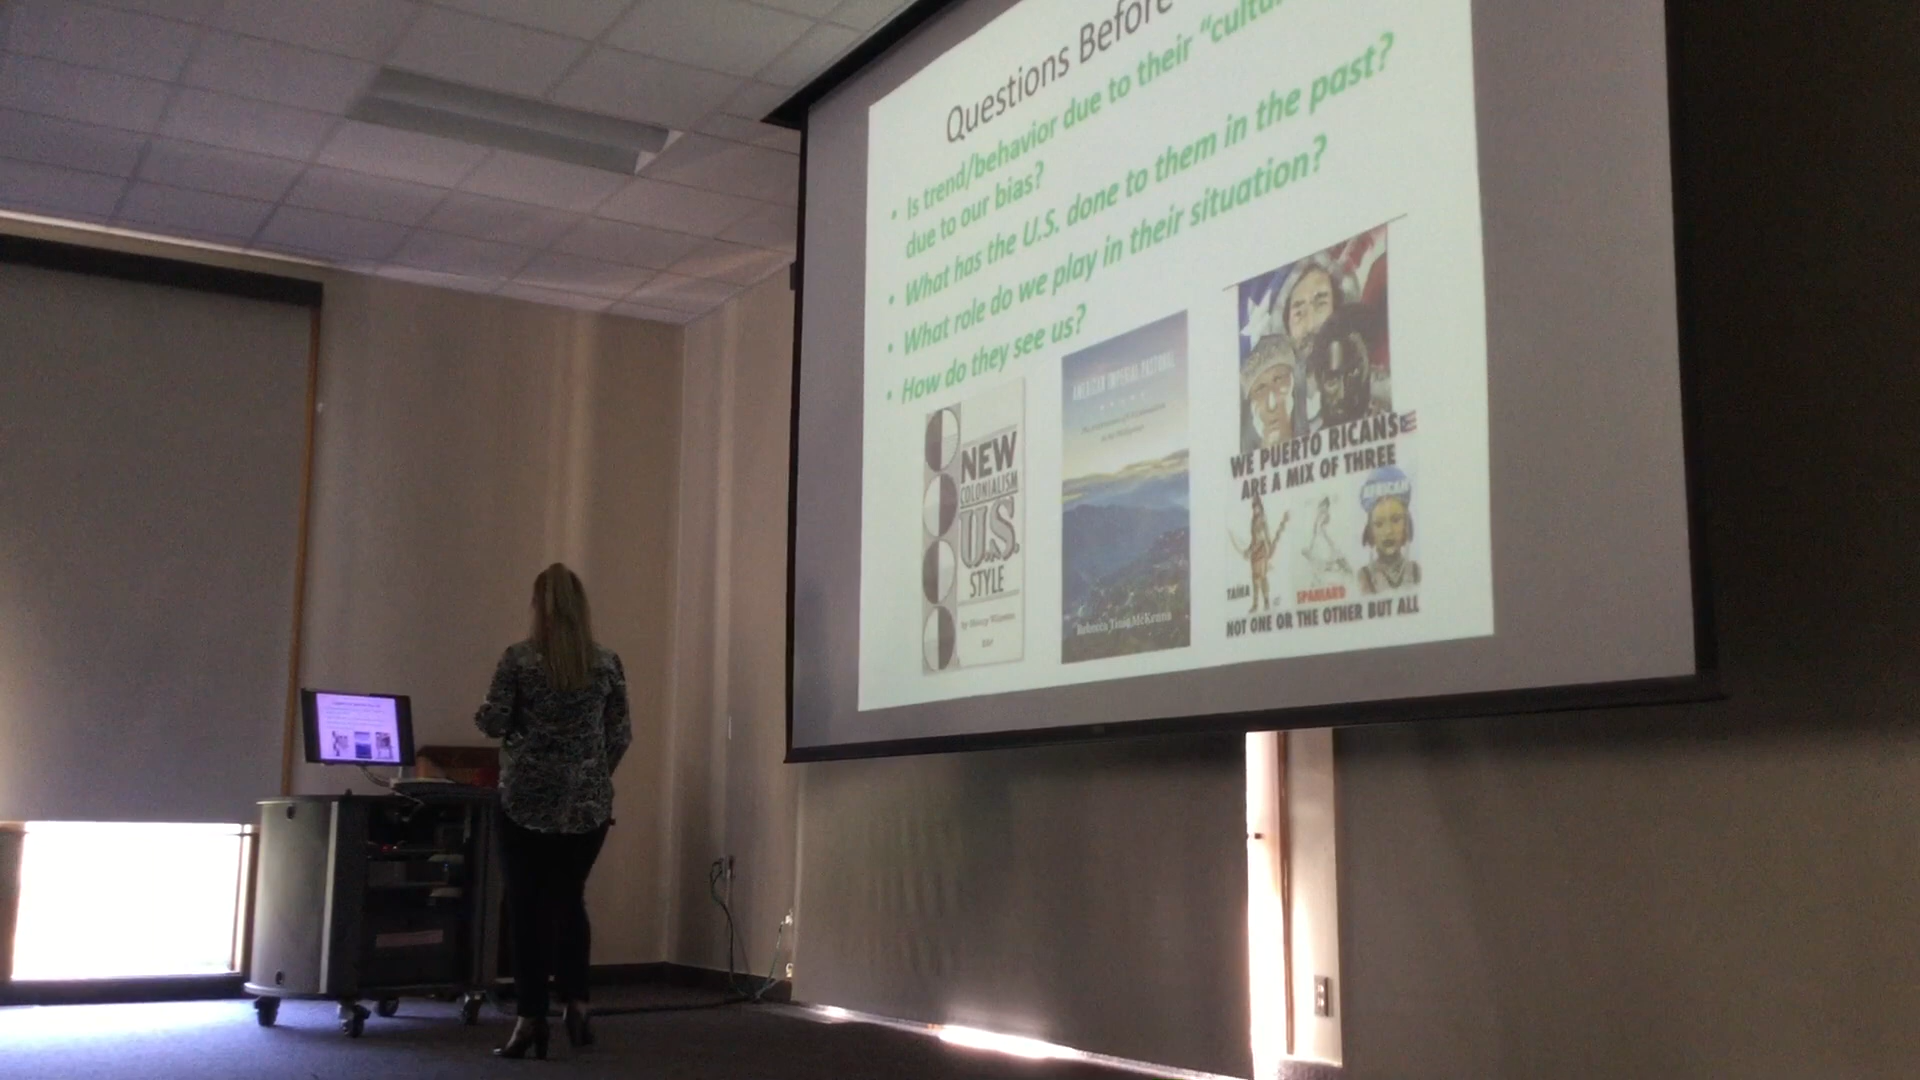 Questions Before
• Is trend/behavior due to their "cultur
due to our bias?
• What has the U.S. done to them in the past?
• What role do we play in their situation?
• How do they see us?
NEW
COLONIALISM
U.S.
STYLE
AMERICAN IMPERIAL PASTORAL
Rebecca Tinio McKenna
WE PUERTO RICANS
ARE A MIX OF THREE
AFRICAN
TAINA
SPANIARD
NOT ONE OR THE OTHER BUT ALL